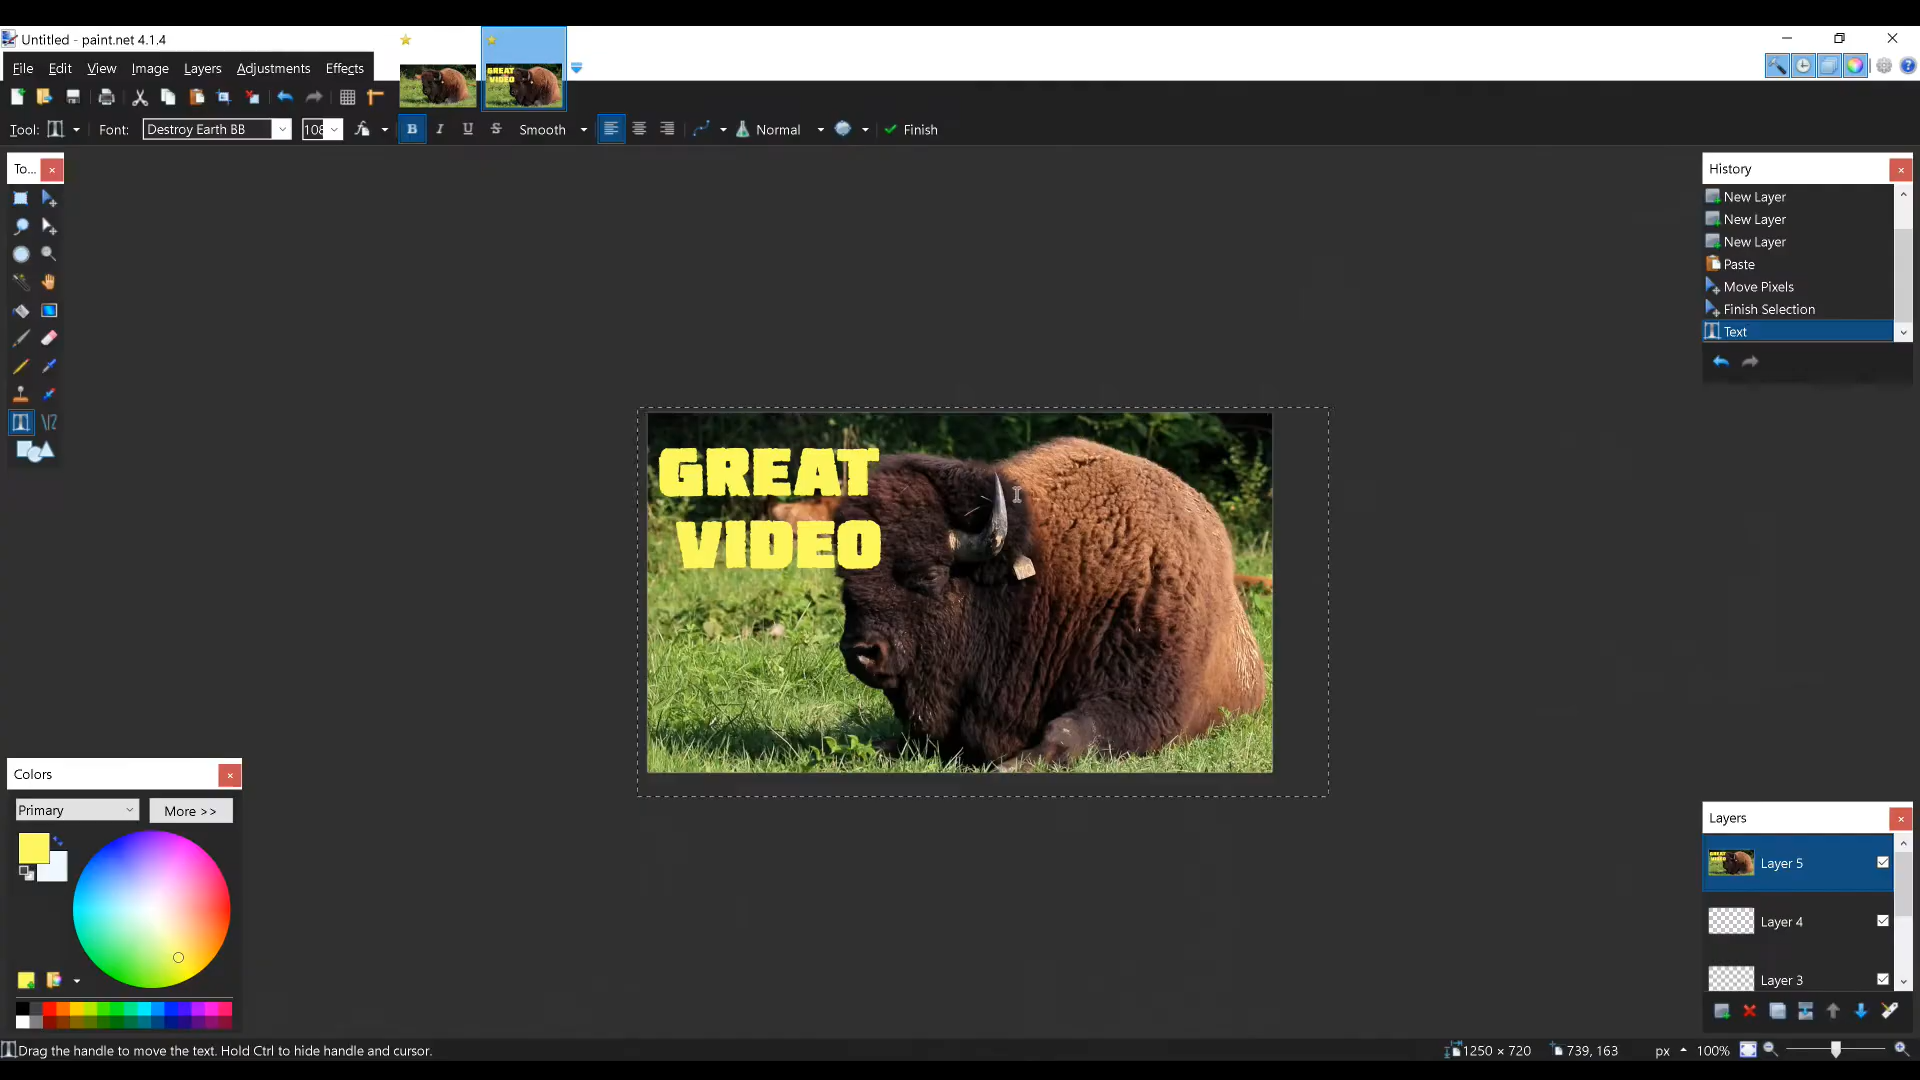 Untitled - paint.net 4.1.4
File Edit View Image Layers Adjustments Effects
Tool: Font: Destroy Earth BB 108 B I U S Smooth Normal Finish
To...
History
New Layer
New Layer
New Layer
Paste
Move Pixels
Finish Selection
Text
GREAT
VIDEO
Colors
Primary More >>
Layers
Layer 5
Layer 4
Layer 3
Drag the handle to move the text. Hold Ctrl to hide handle and cursor. 1250 × 720 739, 163 px 100%